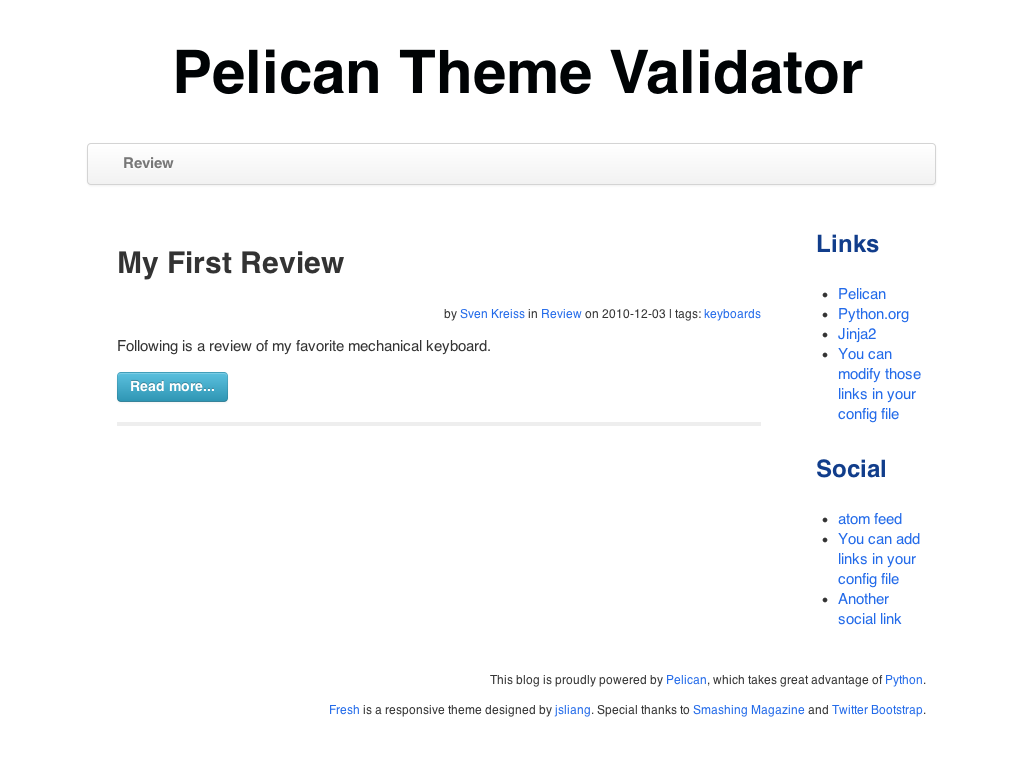 Pelican Theme Validator
Review
My First Review
by Sven Kreiss in Review on 2010-12-03 | tags: keyboards
Following is a review of my favorite mechanical keyboard.
Read more...
Links
Pelican
Python.org
Jinja2
You can
modify those
links in your
config file
Social
atom feed
You can add
links in your
config file
Another
social link
This blog is proudly powered by Pelican, which takes great advantage of Python.
Fresh is a responsive theme designed by jsliang. Special thanks to Smashing Magazine and Twitter Bootstrap.